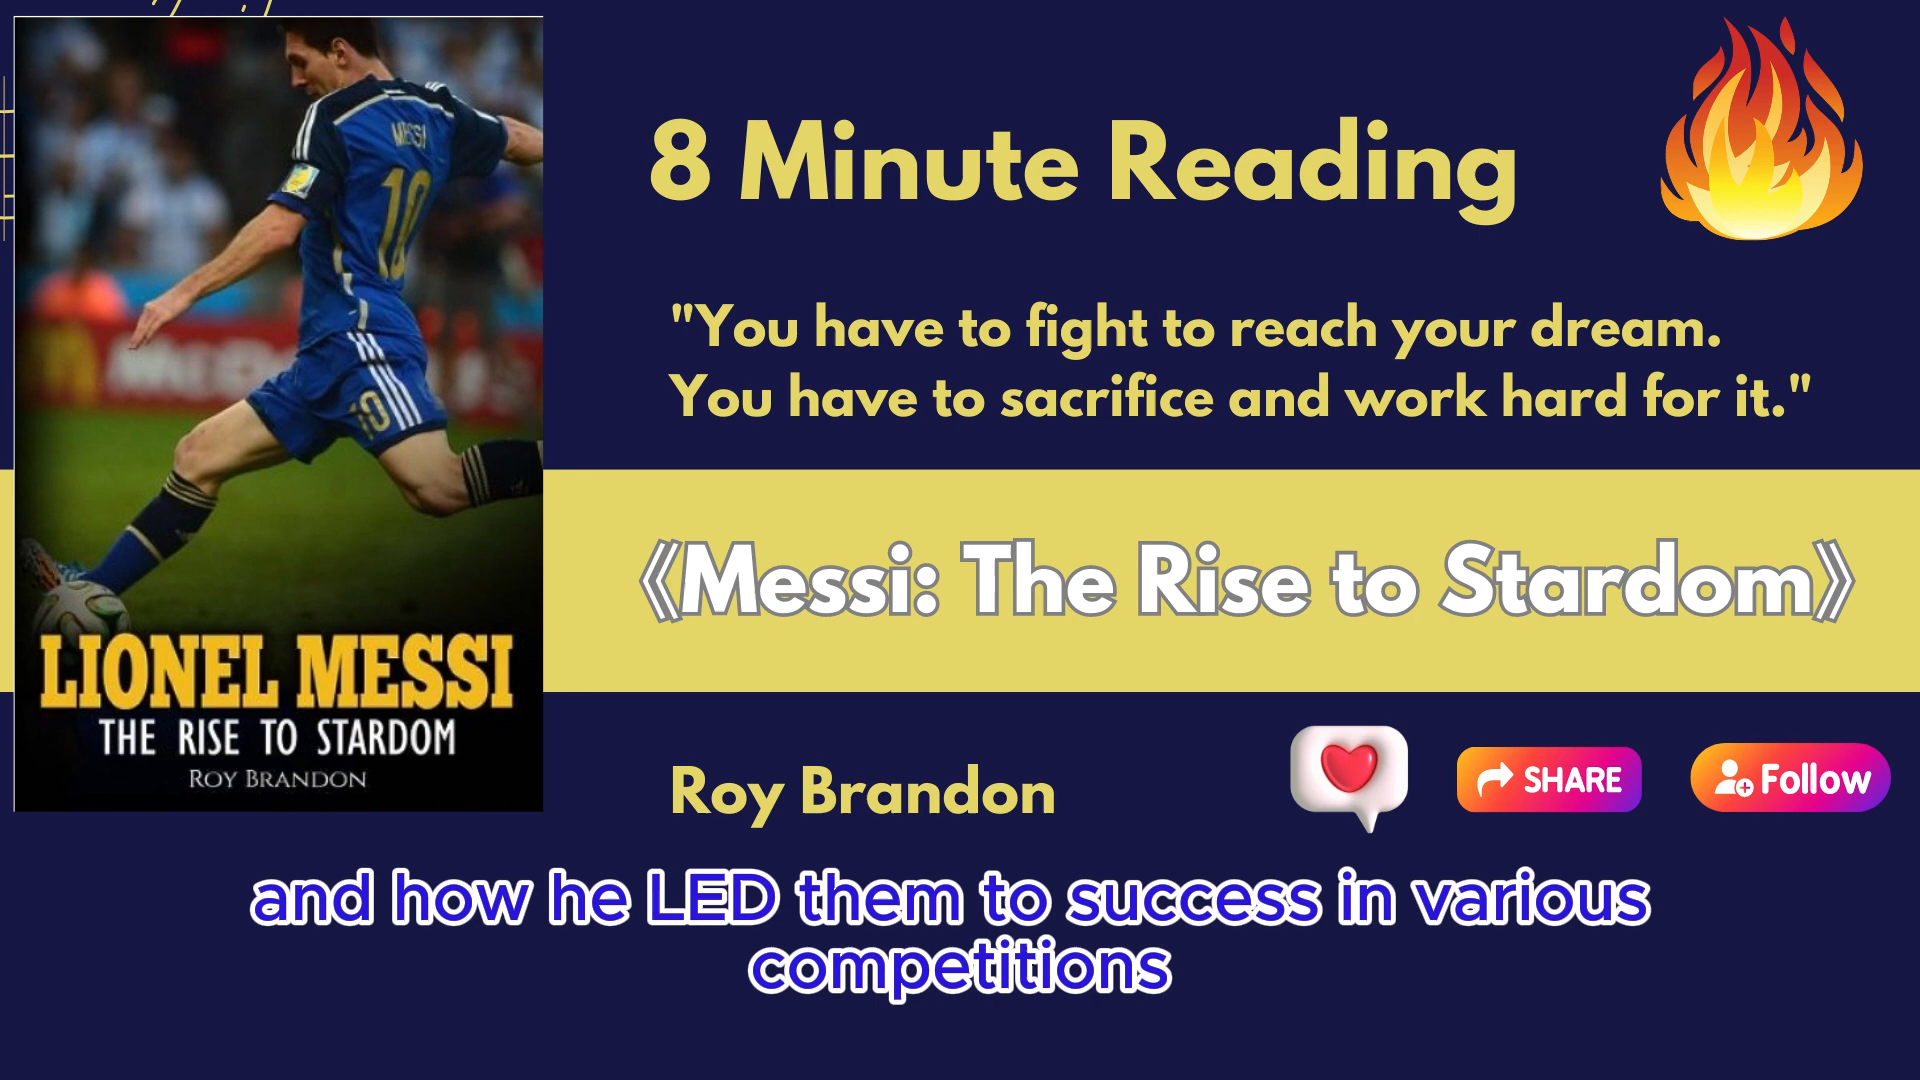 MESSI
10
10
LIONEL MESSI
THE RISE TO STARDOM
ROY BRANDON
8 Minute Reading
"You have to fight to reach your dream.
You have to sacrifice and work hard for it."
《Messi: The Rise to Stardom》
Roy Brandon
SHARE
Follow
and how he LED them to success in various
competitions